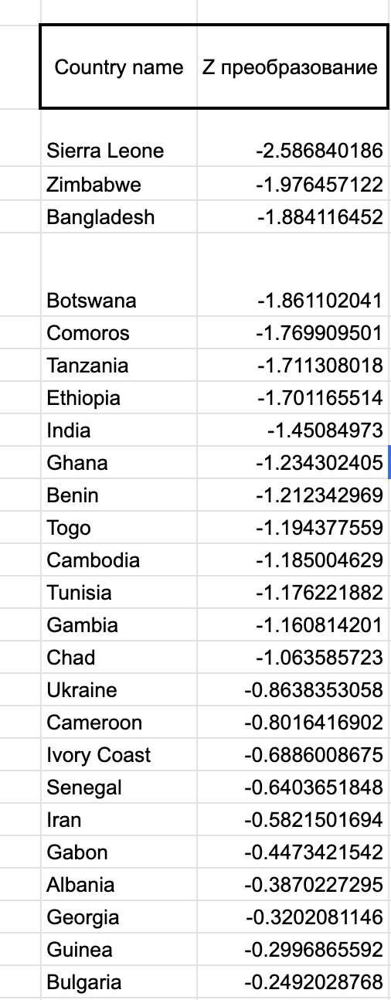 Country name Z преобразование
Sierra Leone -2.586840186
Zimbabwe -1.976457122
Bangladesh -1.884116452
Botswana -1.861102041
Comoros -1.769909501
Tanzania -1.711308018
Ethiopia -1.701165514
India -1.45084973
Ghana -1.234302405
Benin -1.212342969
Togo -1.194377559
Cambodia -1.185004629
Tunisia -1.176221882
Gambia -1.160814201
Chad -1.063585723
Ukraine -0.8638353058
Cameroon -0.8016416902
Ivory Coast -0.6886008675
Senegal -0.6403651848
Iran -0.5821501694
Gabon -0.4473421542
Albania -0.3870227295
Georgia -0.3202081146
Guinea -0.2996865592
Bulgaria -0.2492028768